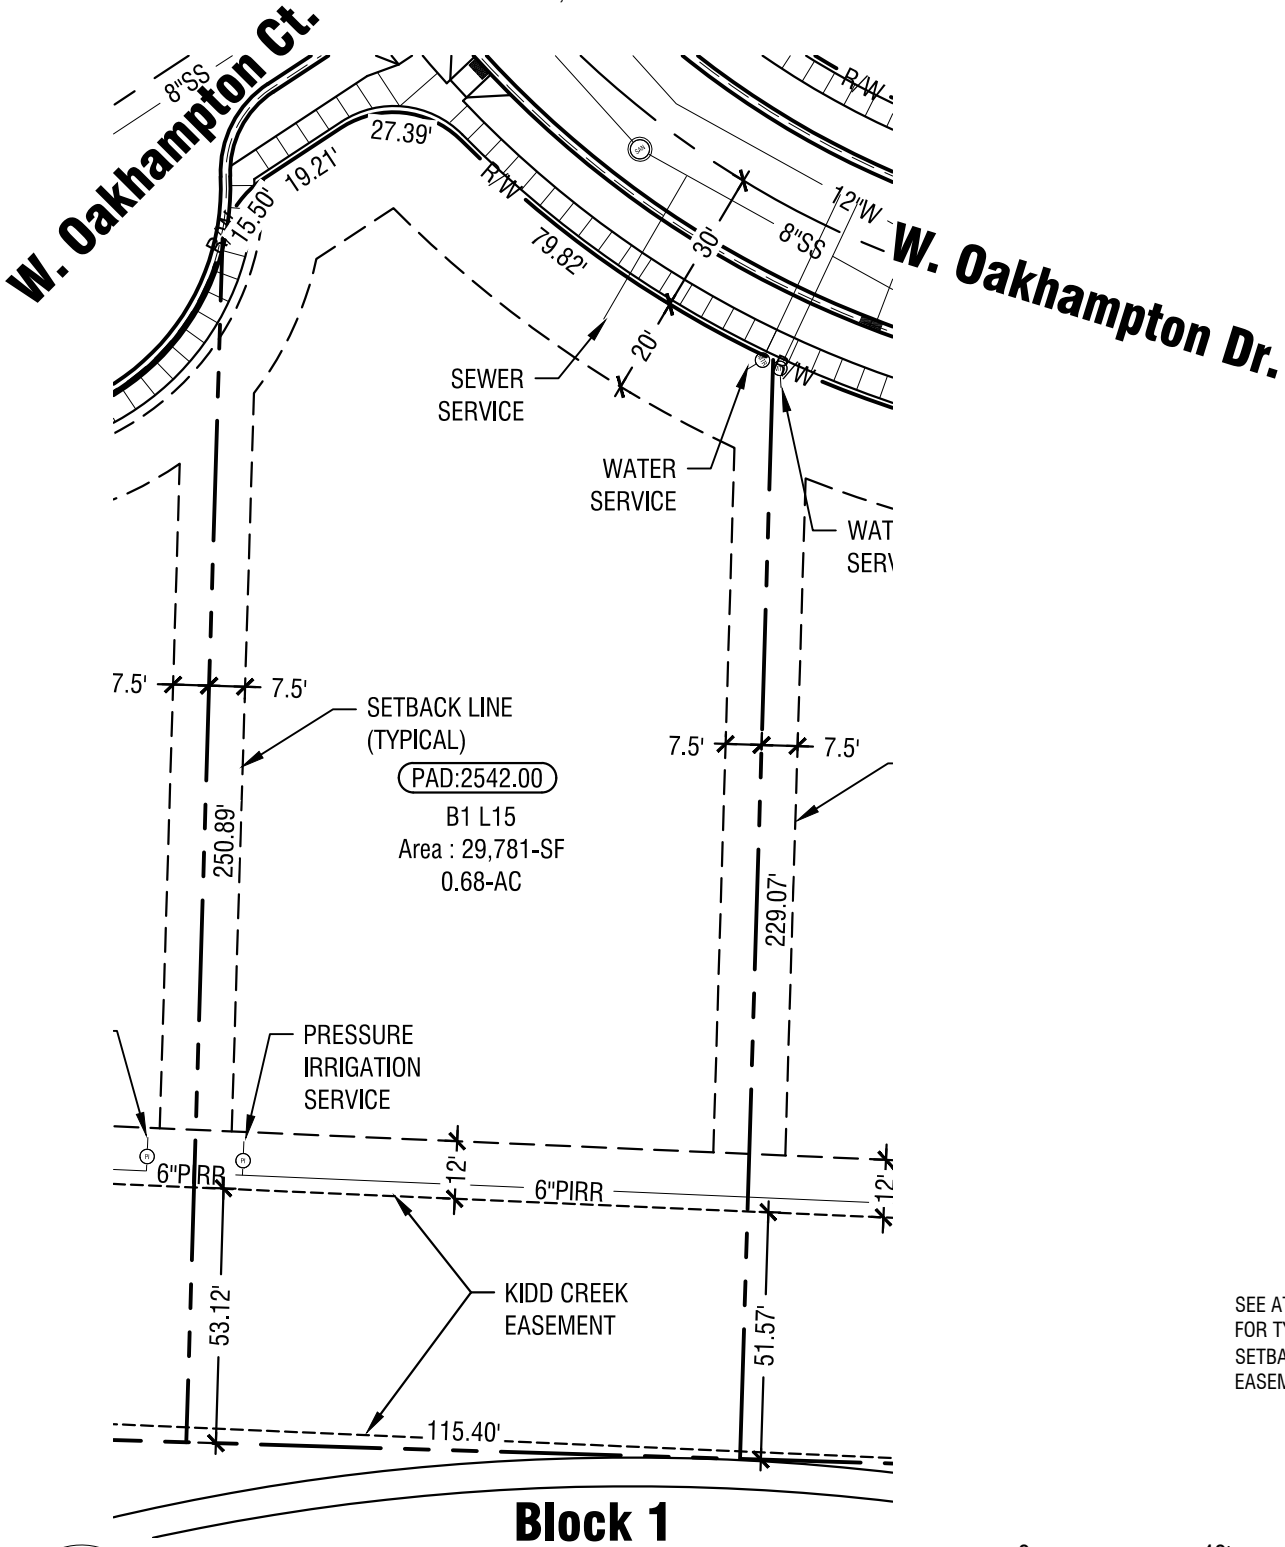 W. Oakhampton Ct.
8"SS
27.39'
19.21'
15.50'
R/W
R/W
79.82'
SAN
R/W
12"W
8"SS
30'
20'
W. Oakhampton Dr.
R/W
SEWER
SERVICE
WATER
SERVICE
WAT
SERV
7.5'
7.5'
SETBACK LINE
(TYPICAL)
PAD:2542.00
B1 L15
Area : 29,781-SF
0.68-AC
7.5'
7.5'
250.89'
229.07'
PRESSURE
IRRIGATION
SERVICE
PI
PI
6"PIRR
12'
6"PIRR
12'
53.12'
KIDD CREEK
EASEMENT
51.57'
115.40'
Block 1
SEE AT
FOR TY
SETBA
EASEM